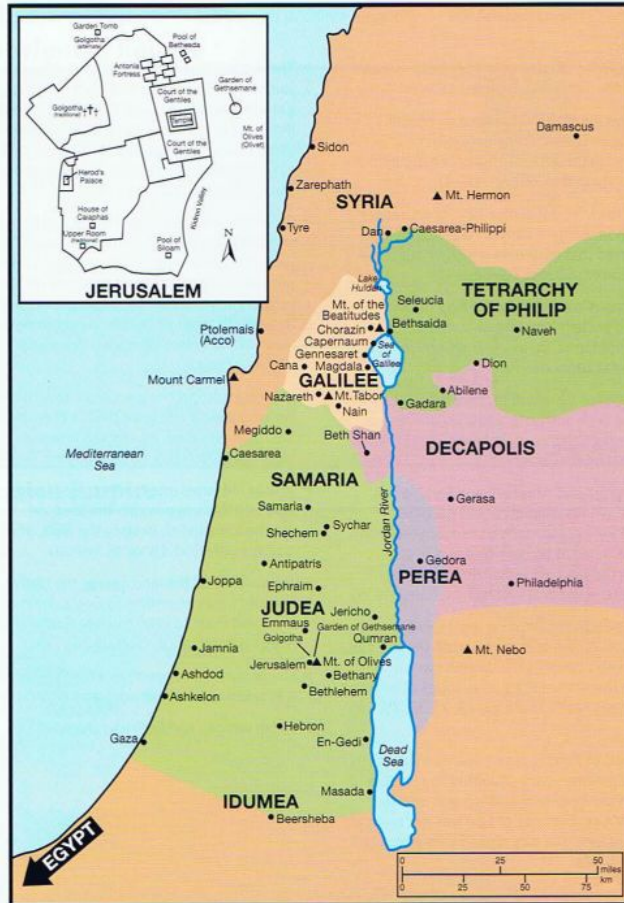 Garden Tomb
Golgotha
(alternate)
Pool of
Bethesda
Antonia
Fortress
Garden of
Gethsemane
Court of the
Gentiles
Golgotha
(traditional)
Temple
Mt. of
Olives
(Olivet)
Court of the
Gentiles
Herod's
Palace
House of
Caiaphas
Upper Room
(traditional)
Kidron Valley
Pool of
Siloam
N
JERUSALEM
Damascus
Sidon
Zarephath
Mt. Hermon
SYRIA
Tyre
Dan
Caesarea-Philippi
Lake
Huldah
TETRARCHY
OF PHILIP
Seleucia
Mt. of the
Beatitudes
Naveh
Ptolemais
(Acco)
Chorazin
Bethsaida
Capernaum
Sea
of
Galilee
Gennesaret
Dion
Cana
Magdala
Mount Carmel
GALILEE
Abilene
Nazareth
Mt.Tabor
Gadara
Nain
Megiddo
Beth Shan
DECAPOLIS
Mediterranean
Sea
Caesarea
SAMARIA
Jordan River
Samaria
Gerasa
Sychar
Shechem
Antipatris
Gedora
Joppa
Ephraim
PEREA
Philadelphia
JUDEA
Jericho
Emmaus
Garden of Gethsemane
Golgotha
Qumran
Jamnia
Jerusalem
Mt. of Olives
Mt. Nebo
Ashdod
Bethany
Ashkelon
Bethlehem
Gaza
Hebron
En-Gedi
Dead
Sea
Masada
IDUMEA
Beersheba
EGYPT
0 25 50
miles
km
0 25 50 75